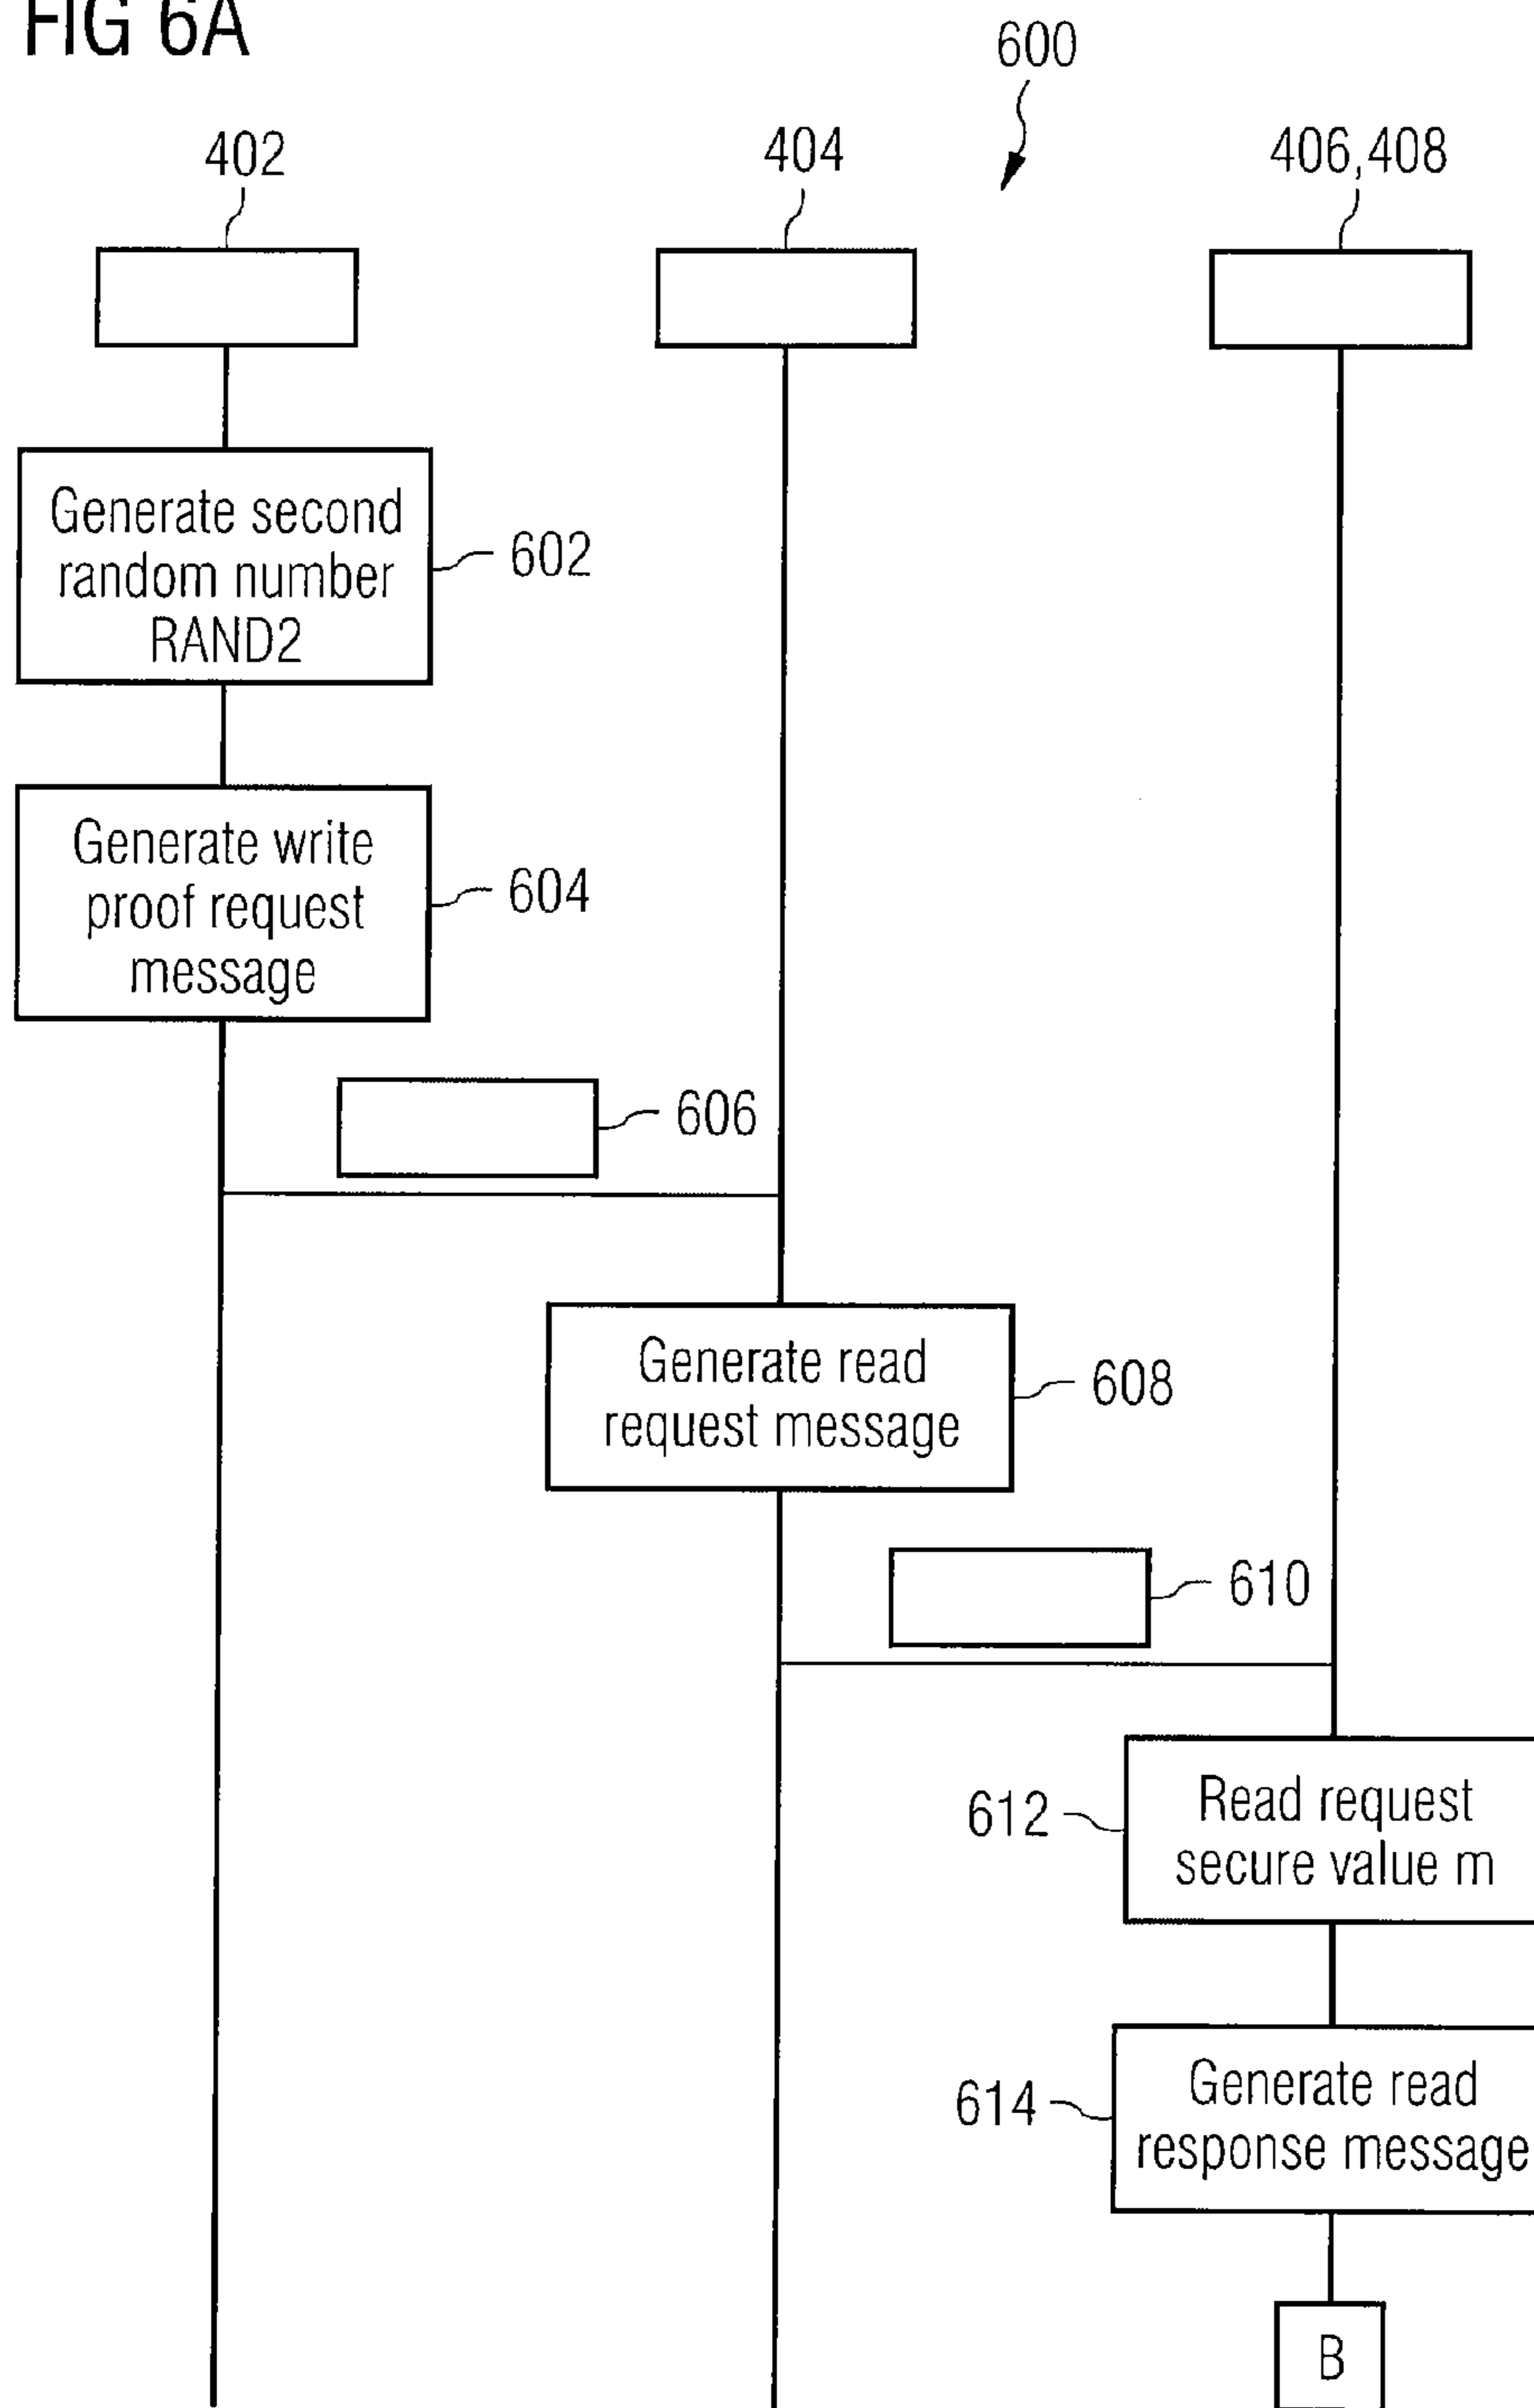 FIG 6A
600
402
404
406,408
Generate second
random number
RAND2
602
Generate write
proof request
message
604
606
Generate read
request message
608
610
612
Read request
secure value m
614
Generate read
response message
B